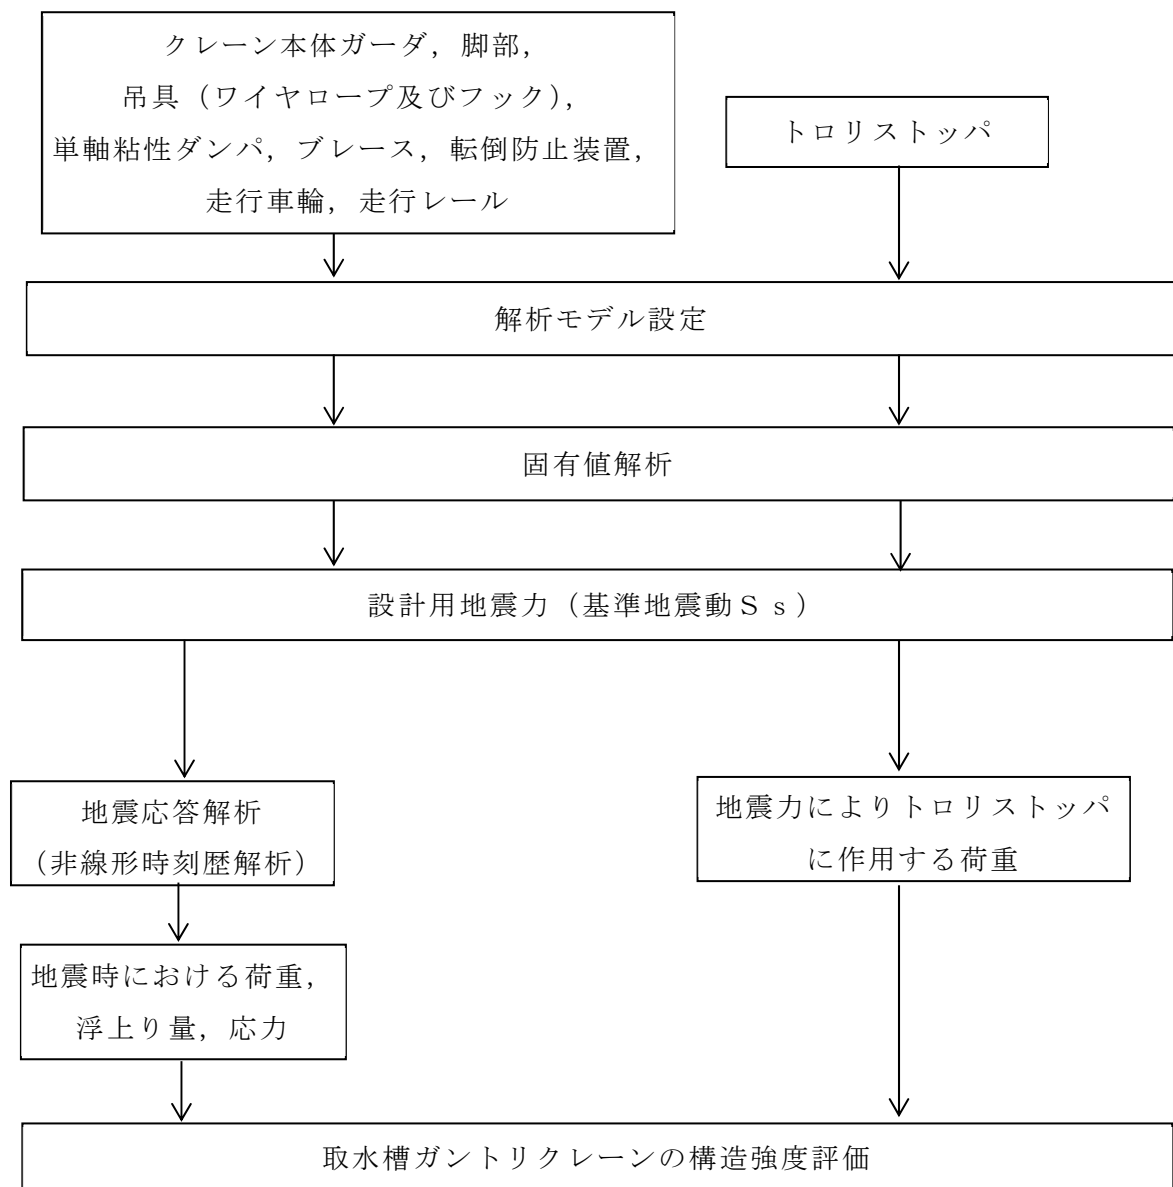 クレーン本体ガーダ，脚部，
吊具（ワイヤロープ及びフック），
単軸粘性ダンパ，ブレース，転倒防止装置，
走行車輪，走行レール
トロリストッパ
解析モデル設定
固有値解析
設計用地震力（基準地震動Ｓｓ）
地震応答解析
（非線形時刻歴解析）
地震力によりトロリストッパ
に作用する荷重
地震時における荷重，
浮上り量，応力
取水槽ガントリクレーンの構造強度評価